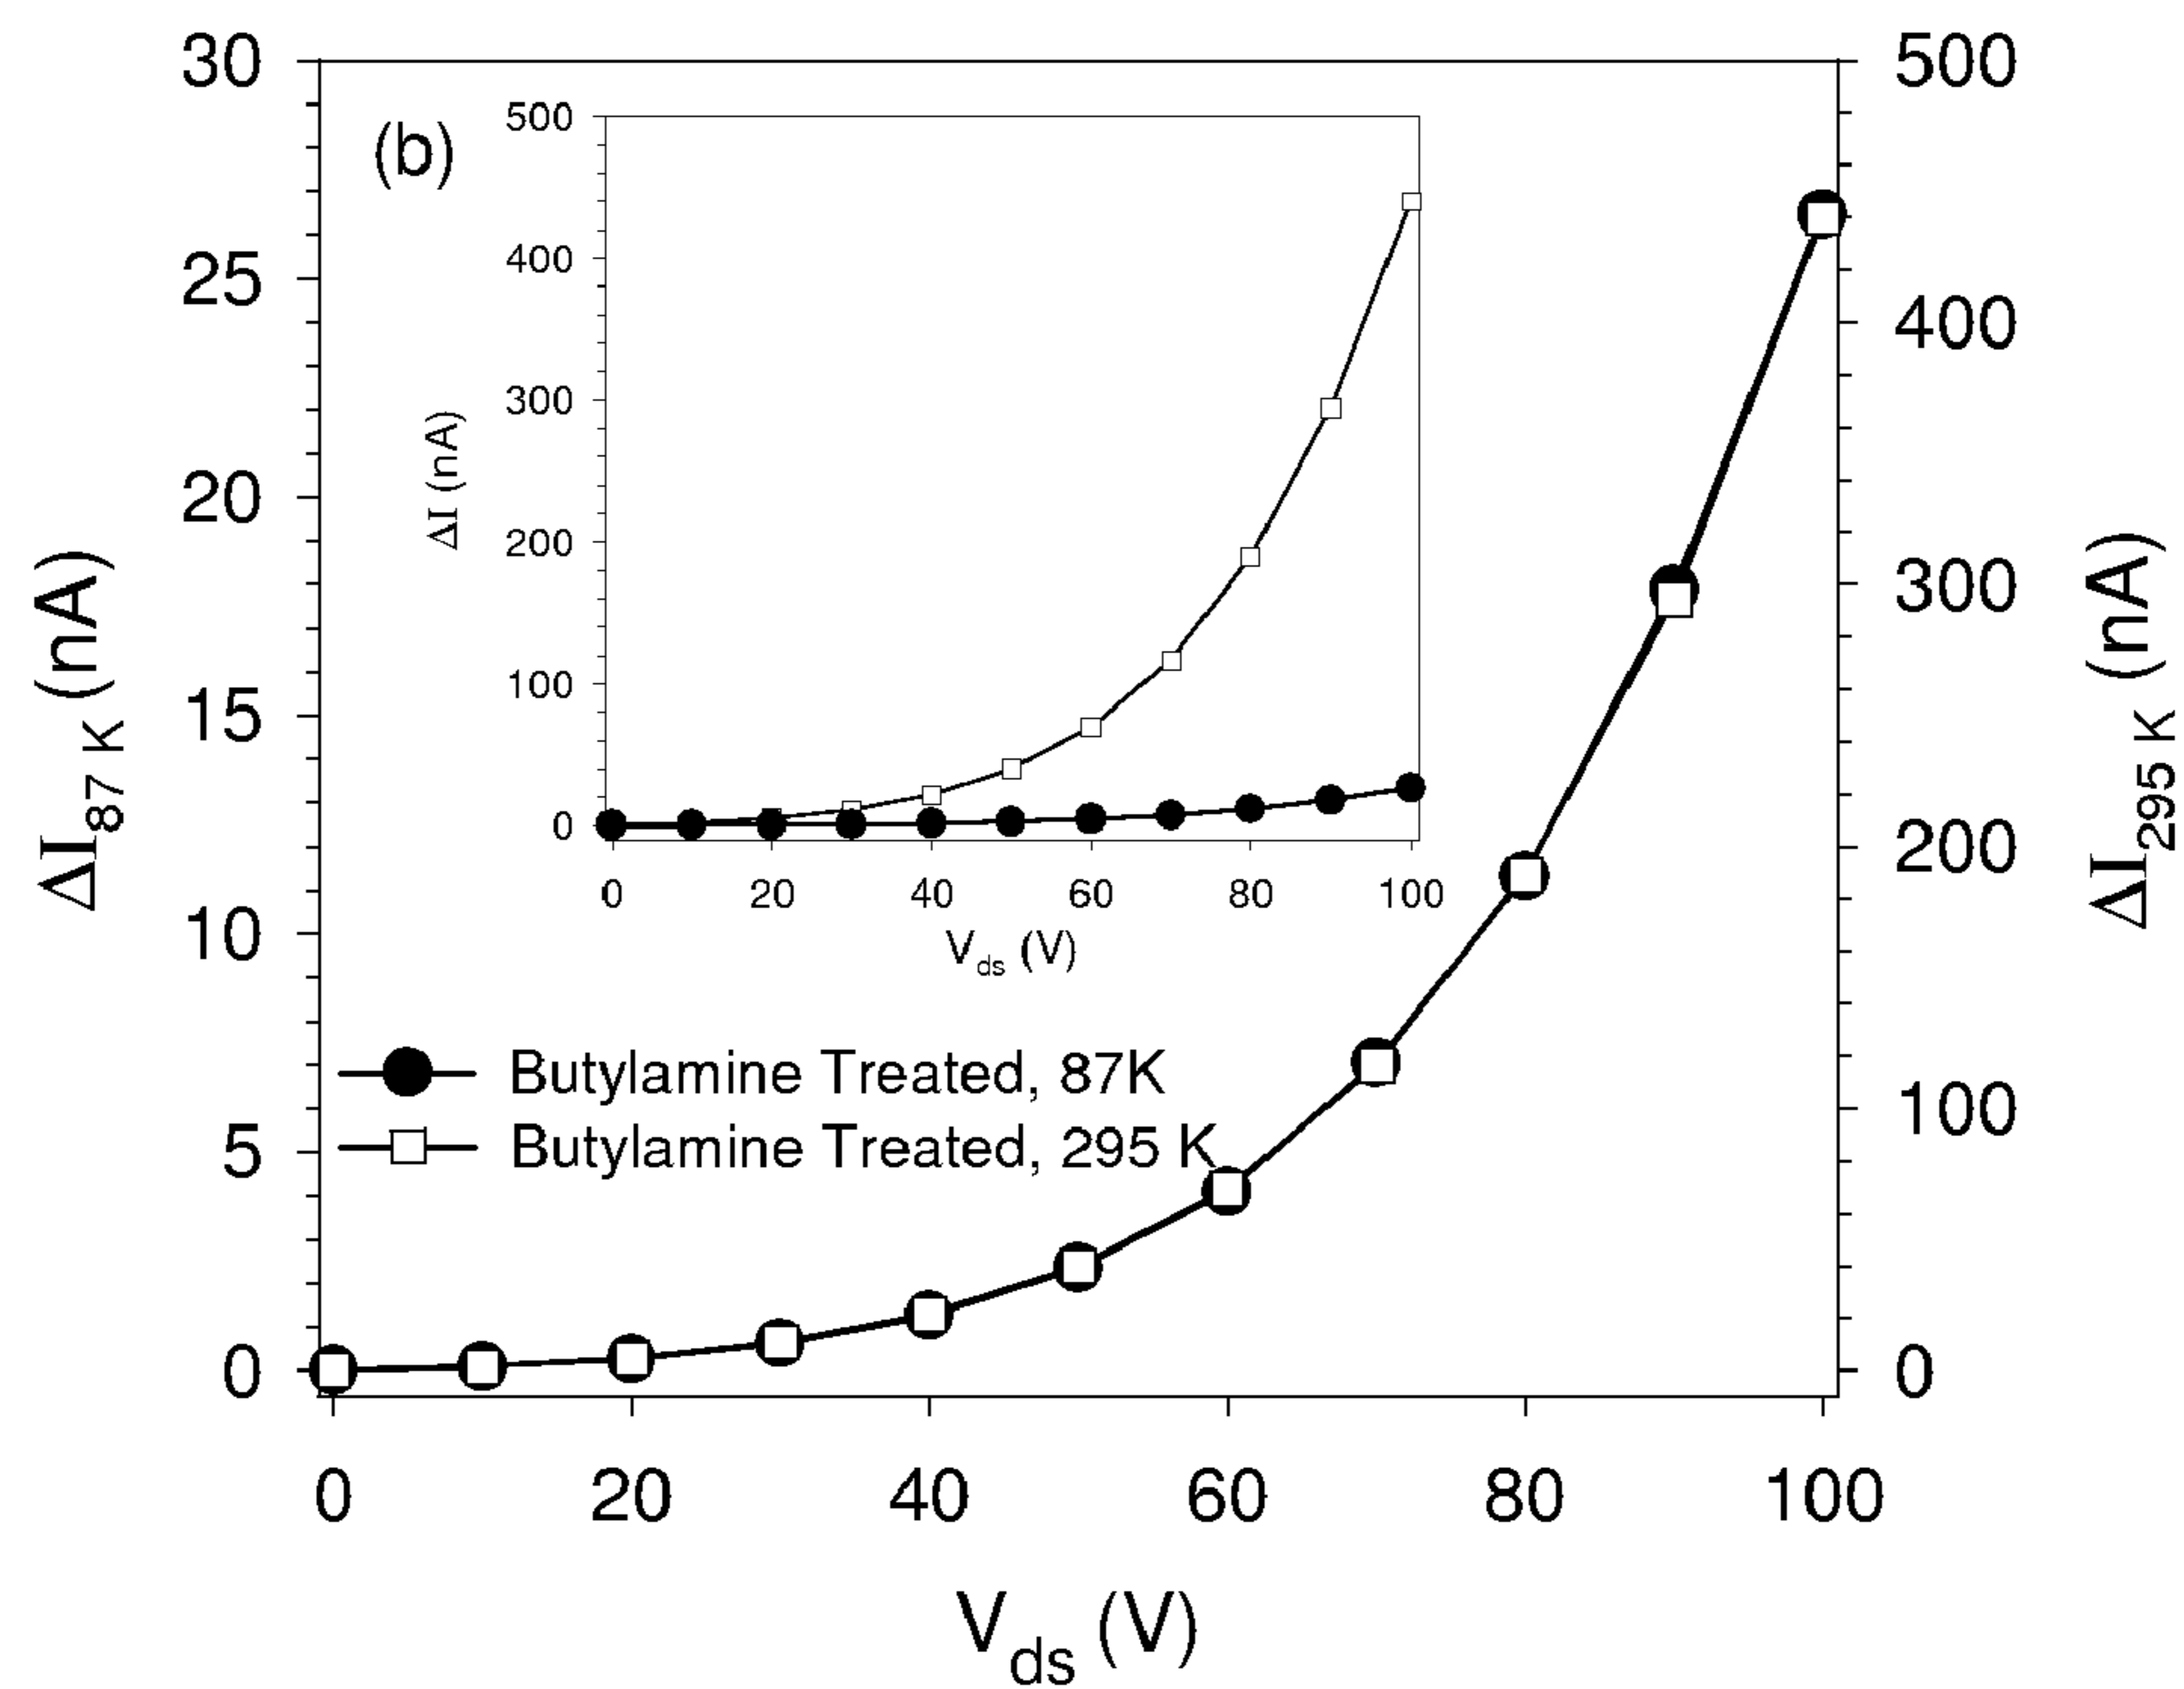 30
25
20
15
10
5
0
ΔI87 K (nA)
500
400
300
200
100
0
ΔI295 K (nA)
(b)
500
400
300
200
100
0
ΔI (nA)
0 20 40 60 80 100
Vds (V)
Butylamine Treated, 87K
Butylamine Treated, 295 K
0 20 40 60 80 100
Vds (V)